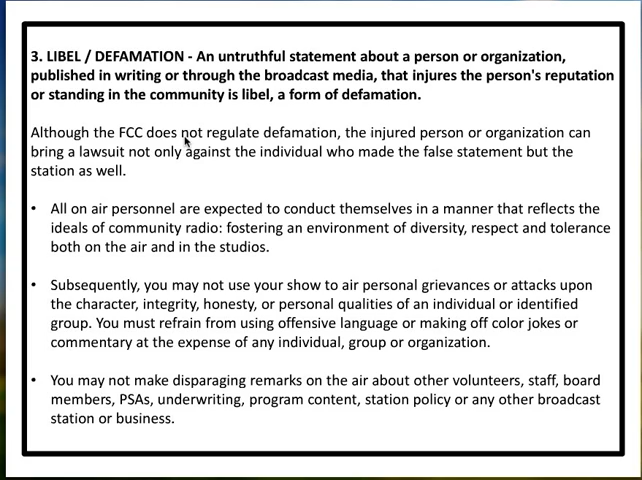 3. LIBEL / DEFAMATION - An untruthful statement about a person or organization,
published in writing or through the broadcast media, that injures the person's reputation
or standing in the community is libel, a form of defamation.
Although the FCC does not regulate defamation, the injured person or organization can
bring a lawsuit not only against the individual who made the false statement but the
station as well.
• All on air personnel are expected to conduct themselves in a manner that reflects the
ideals of community radio: fostering an environment of diversity, respect and tolerance
both on the air and in the studios.
• Subsequently, you may not use your show to air personal grievances or attacks upon
the character, integrity, honesty, or personal qualities of an individual or identified
group. You must refrain from using offensive language or making off color jokes or
commentary at the expense of any individual, group or organization.
• You may not make disparaging remarks on the air about other volunteers, staff, board
members, PSAs, underwriting, program content, station policy or any other broadcast
station or business.